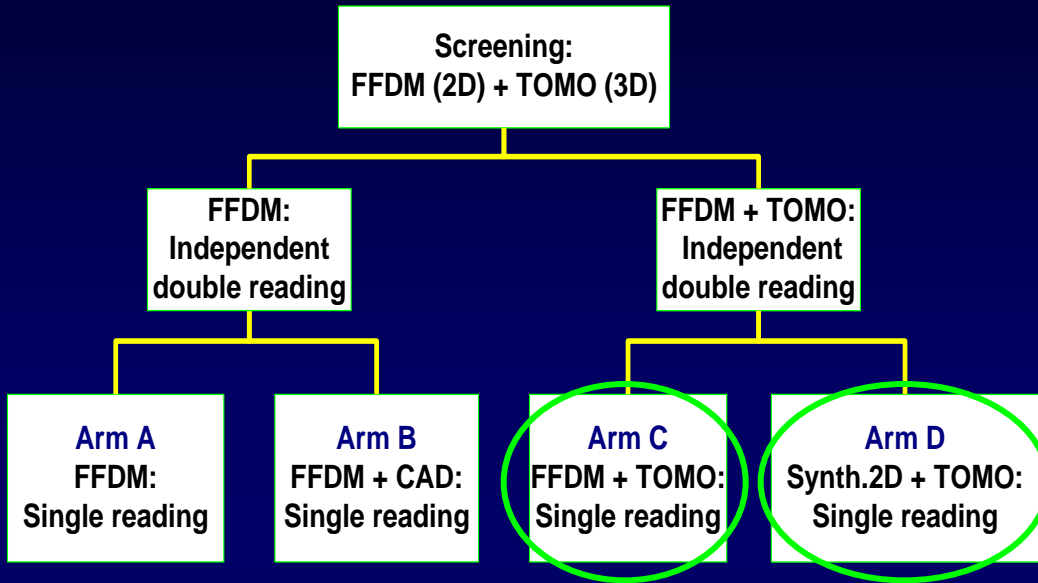 Screening:
FFDM (2D) + TOMO (3D)
FFDM:
Independent
double reading
FFDM + TOMO:
Independent
double reading
Arm A
FFDM:
Single reading
Arm B
FFDM + CAD:
Single reading
Arm C
FFDM + TOMO:
Single reading
Arm D
Synth.2D + TOMO:
Single reading